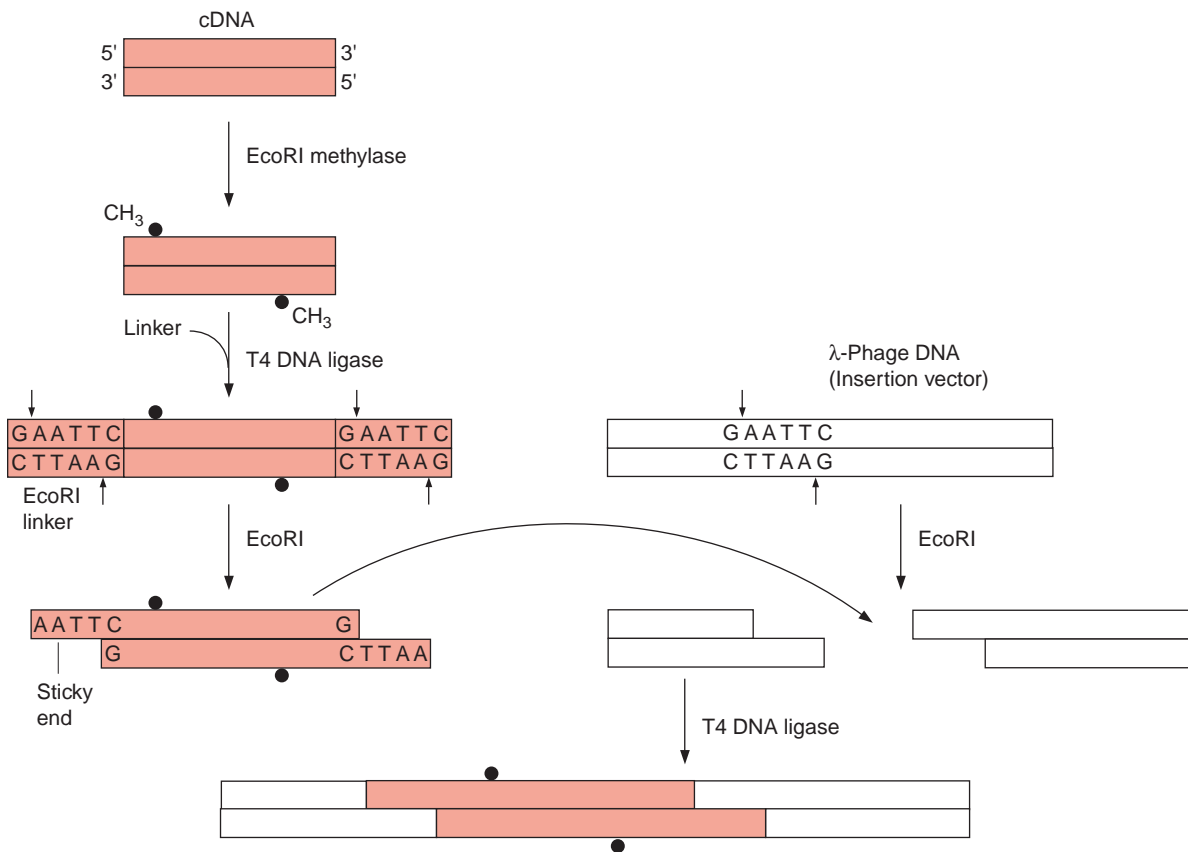 cDNA
5' 3'
3' 5'
EcoRI methylase
CH3
CH3
Linker
T4 DNA ligase
λ-Phage DNA
(Insertion vector)
GAATTC GAATTC
CTTAAG CTTAAG
GAATTC
CTTAAG
EcoRI
linker
EcoRI
EcoRI
AATTC G
G CTTAA
Sticky
end
T4 DNA ligase